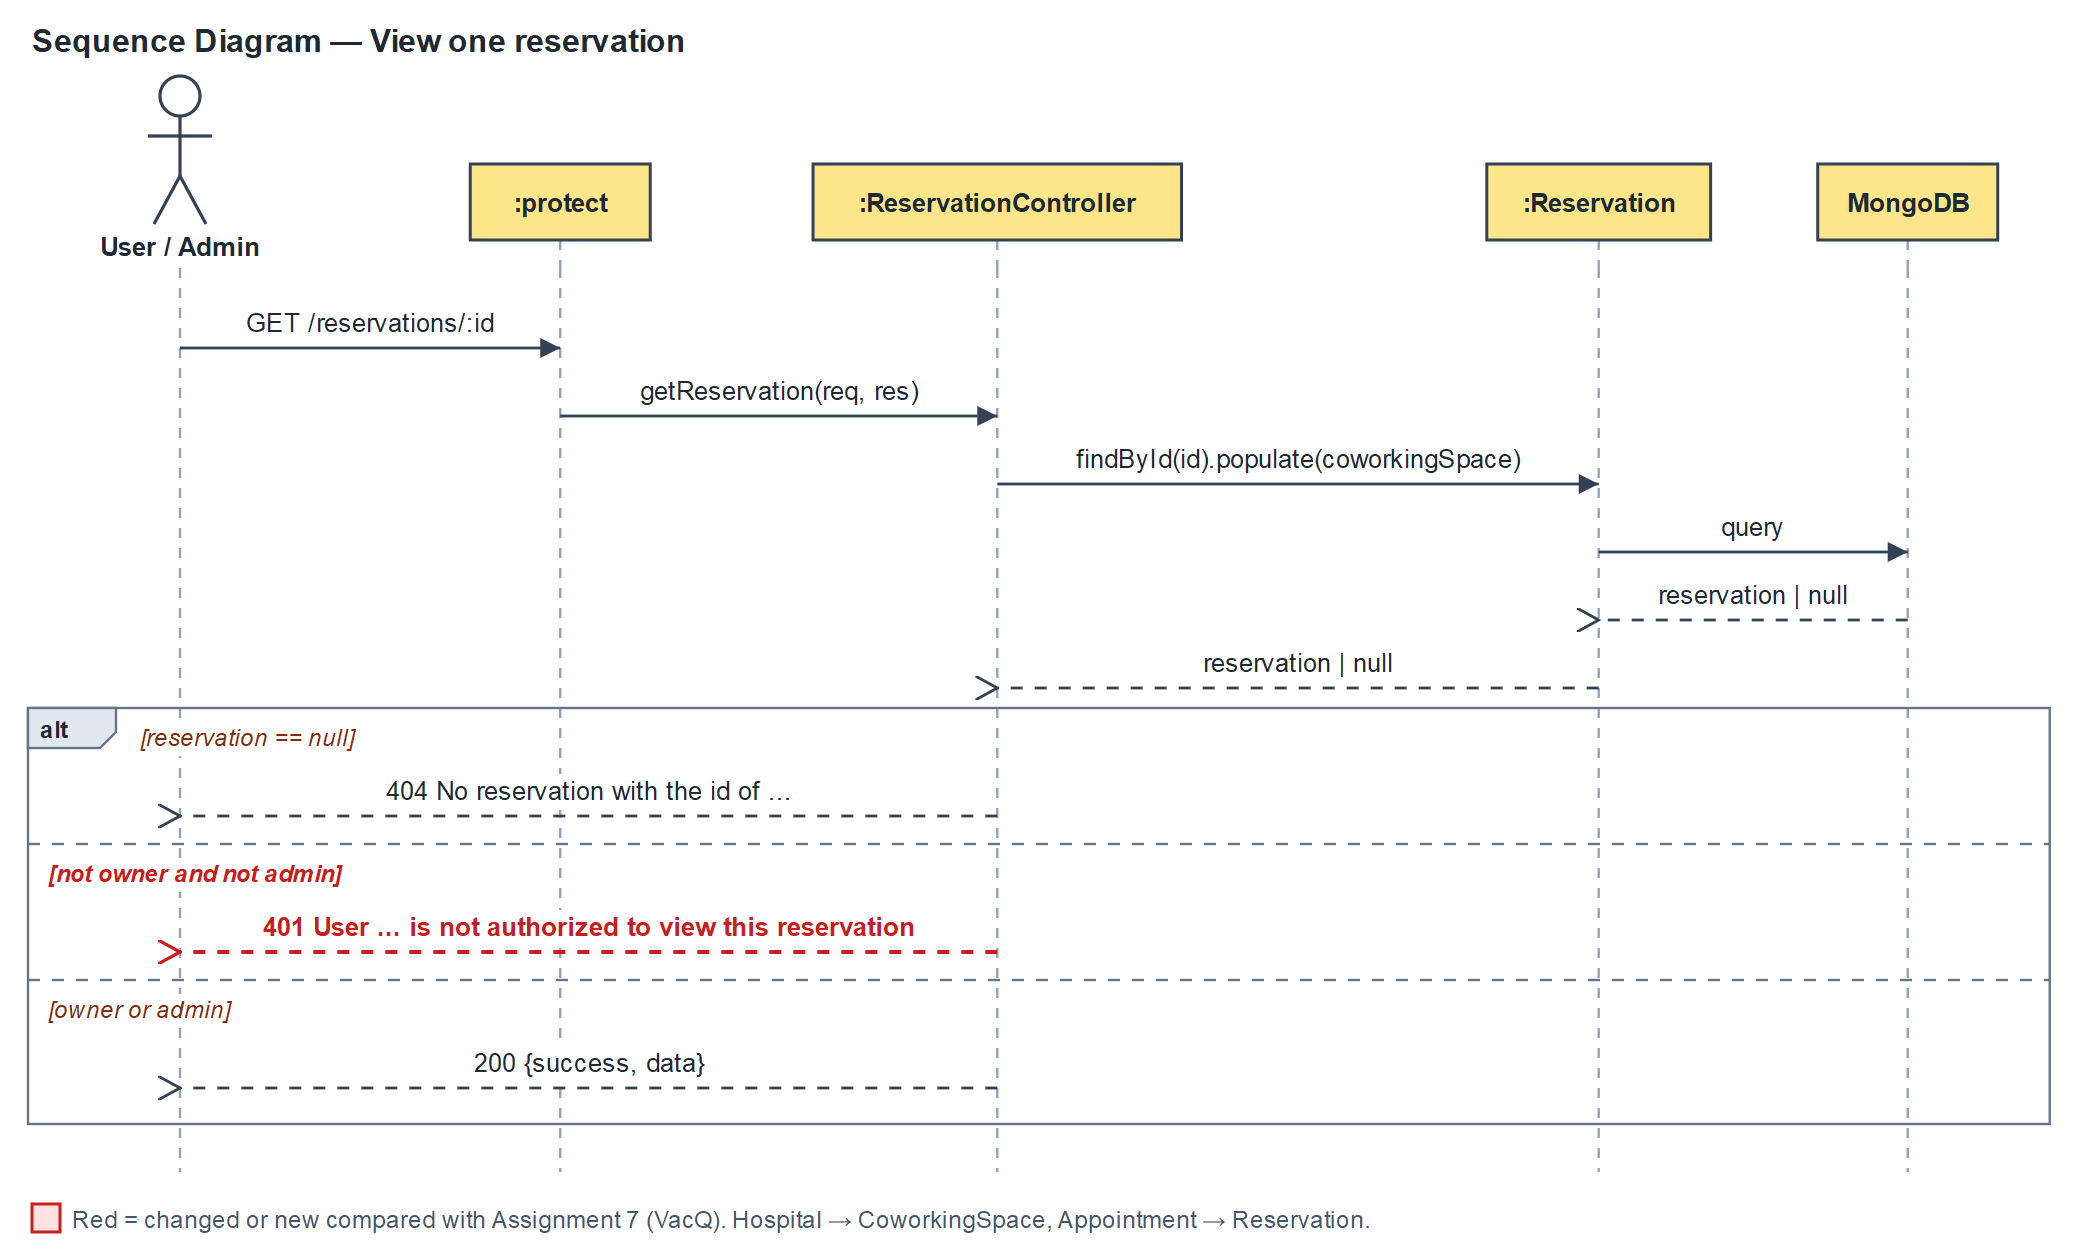 Sequence Diagram — View one reservation
User / Admin
:protect
:ReservationController
:Reservation
MongoDB
GET /reservations/:id
getReservation(req, res)
findById(id).populate(coworkingSpace)
query
reservation | null
reservation | null
alt
[reservation == null]
404 No reservation with the id of ...
[not owner and not admin]
401 User ... is not authorized to view this reservation
[owner or admin]
200 {success, data}
Red = changed or new compared with Assignment 7 (VacQ). Hospital → CoworkingSpace, Appointment → Reservation.